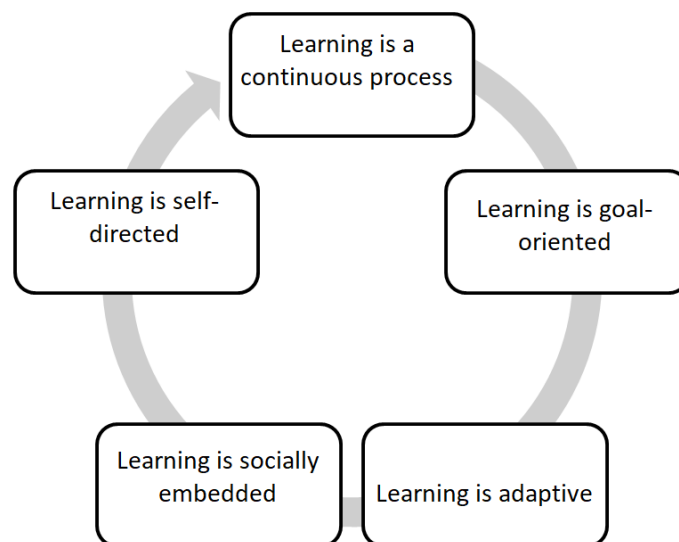 Learning is a
continuous process
Learning is goal-
oriented
Learning is adaptive
Learning is socially
embedded
Learning is self-
directed